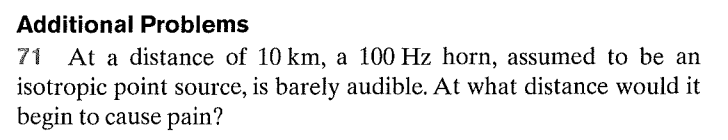 Additional Problems
71 At a distance of 10 km, a 100 Hz horn, assumed to be an
isotropic point source, is barely audible. At what distance would it
begin to cause pain?